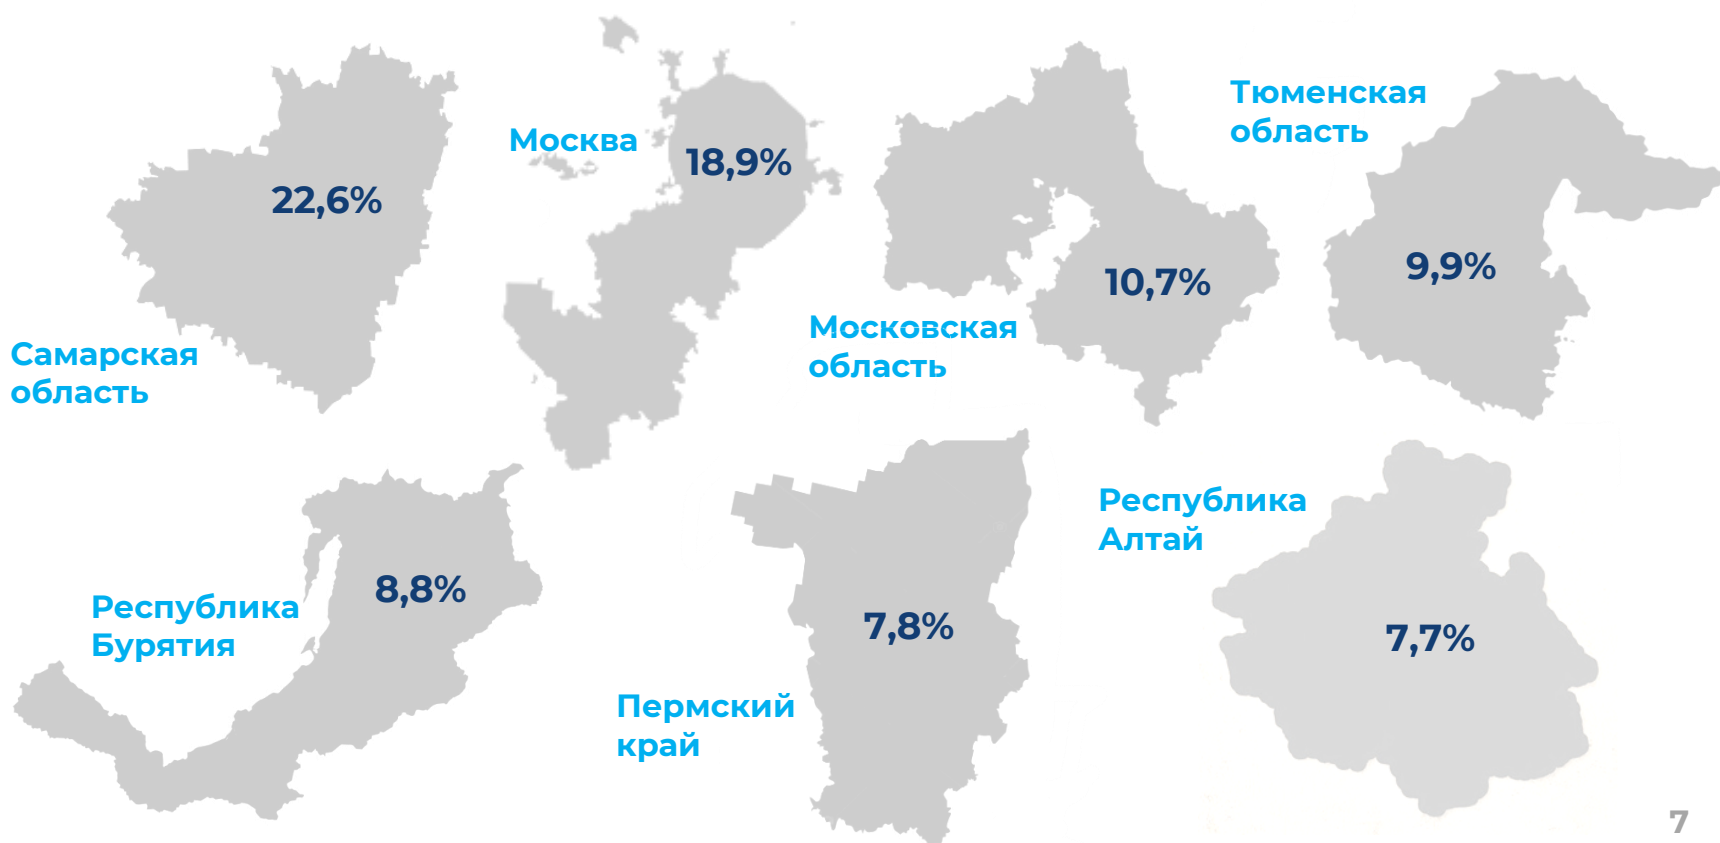 Самарская
область
22,6%
Москва
18,9%
Московская
область
10,7%
Тюменская
область
9,9%
Республика
Бурятия
8,8%
Пермский
край
7,8%
Республика
Алтай
7,7%
7